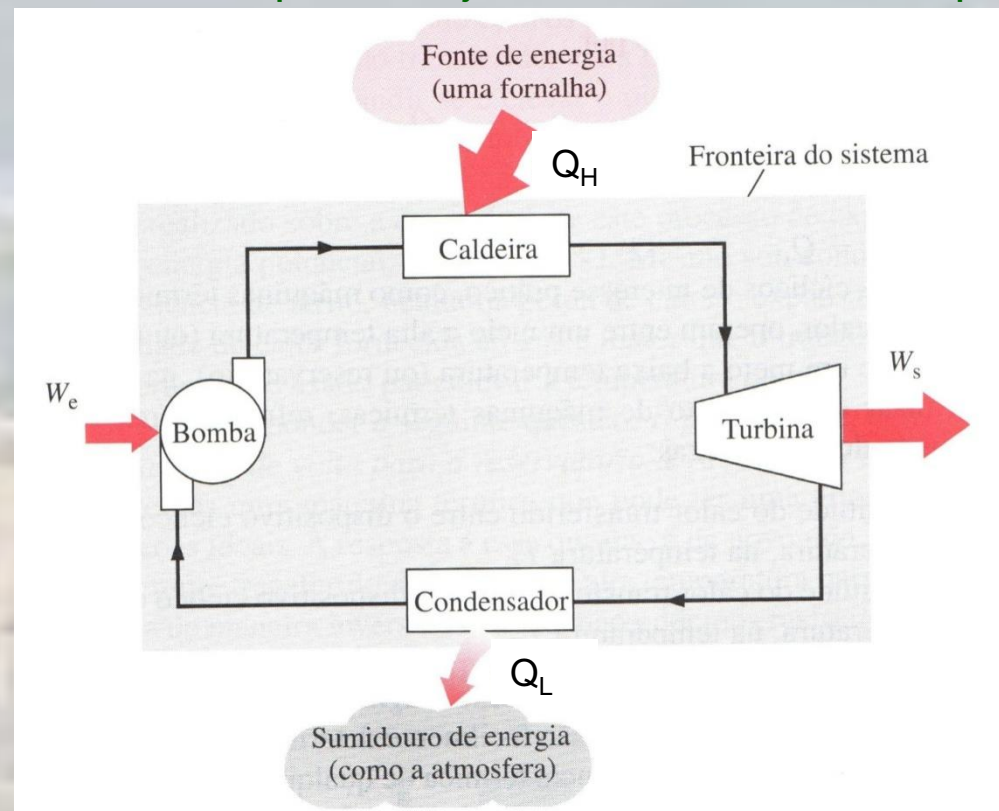 Fonte de energia
(uma fornalha)
Q_H
Fronteira do sistema
Caldeira
W_e
Bomba
Turbina
W_s
Condensador
Q_L
Sumidouro de energia
(como a atmosfera)